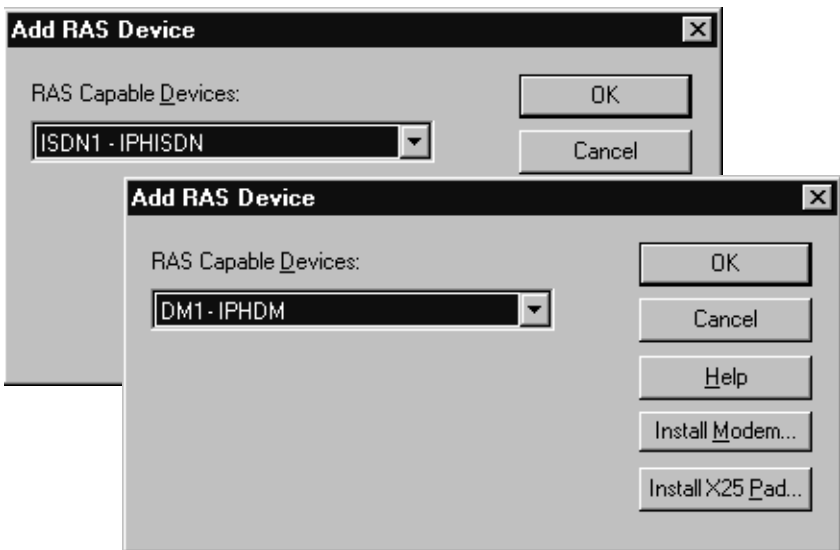 Add RAS Device
RAS Capable Devices:
OK
ISDN1 - IPHISDN
Cancel
Add RAS Device
RAS Capable Devices:
OK
DM1 - IPHDM
Cancel
Help
Install Modem...
Install X25 Pad...